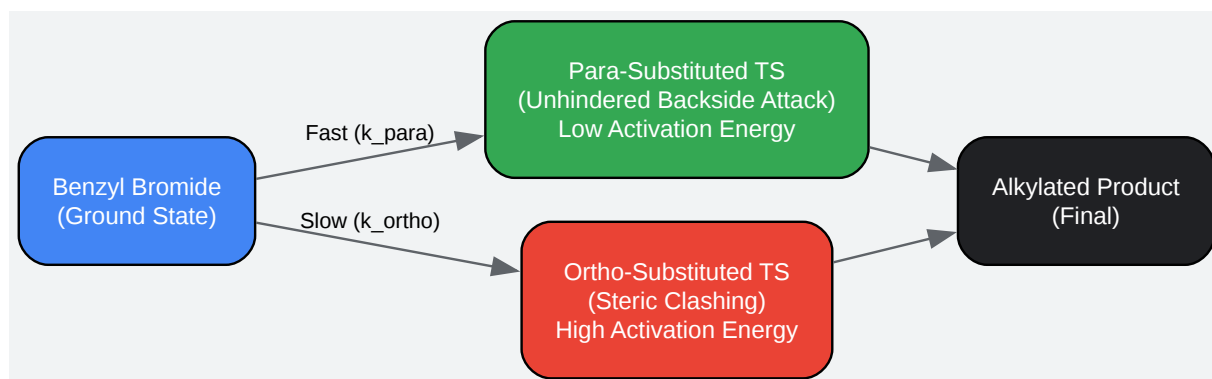 Benzyl Bromide
(Ground State)
Fast (k_para)
Slow (k_ortho)
Para-Substituted TS
(Unhindered Backside Attack)
Low Activation Energy
Ortho-Substituted TS
(Steric Clashing)
High Activation Energy
Alkylated Product
(Final)